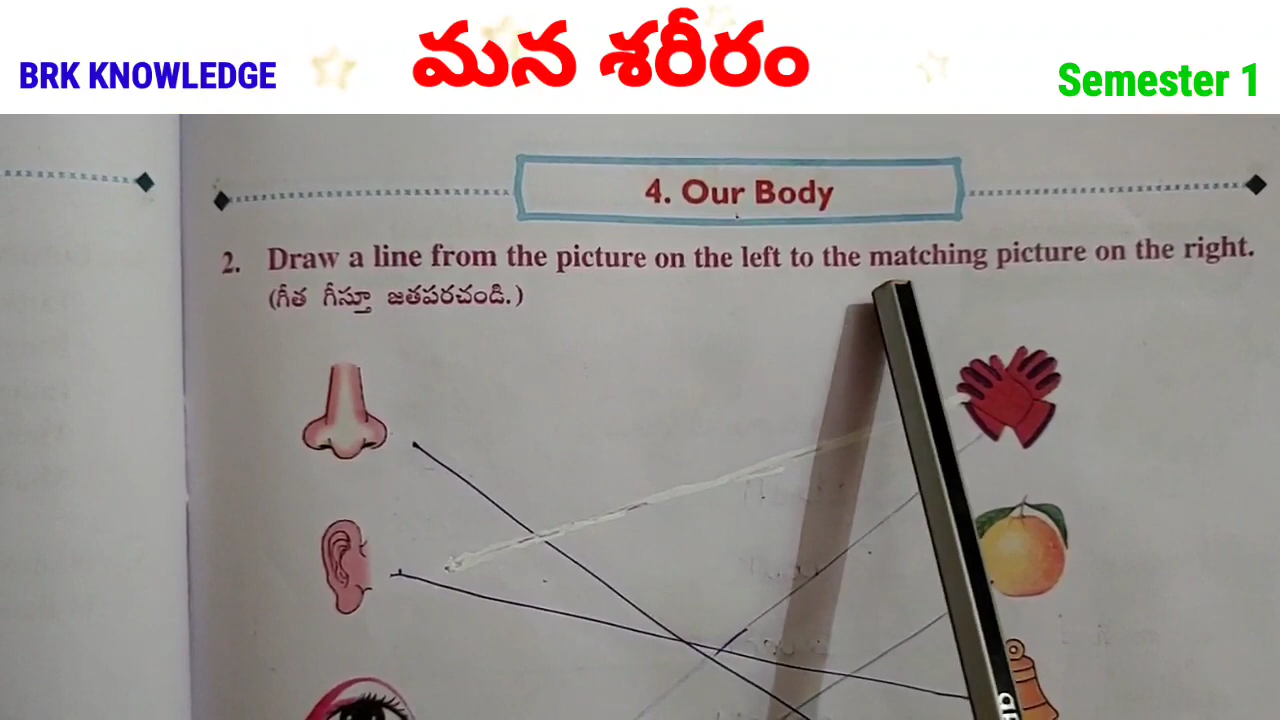 మన శరీరం
BRK KNOWLEDGE
Semester 1
4. Our Body
2. Draw a line from the picture on the left to the matching picture on the right.
(గీత గీస్తూ జతపరచండి.)